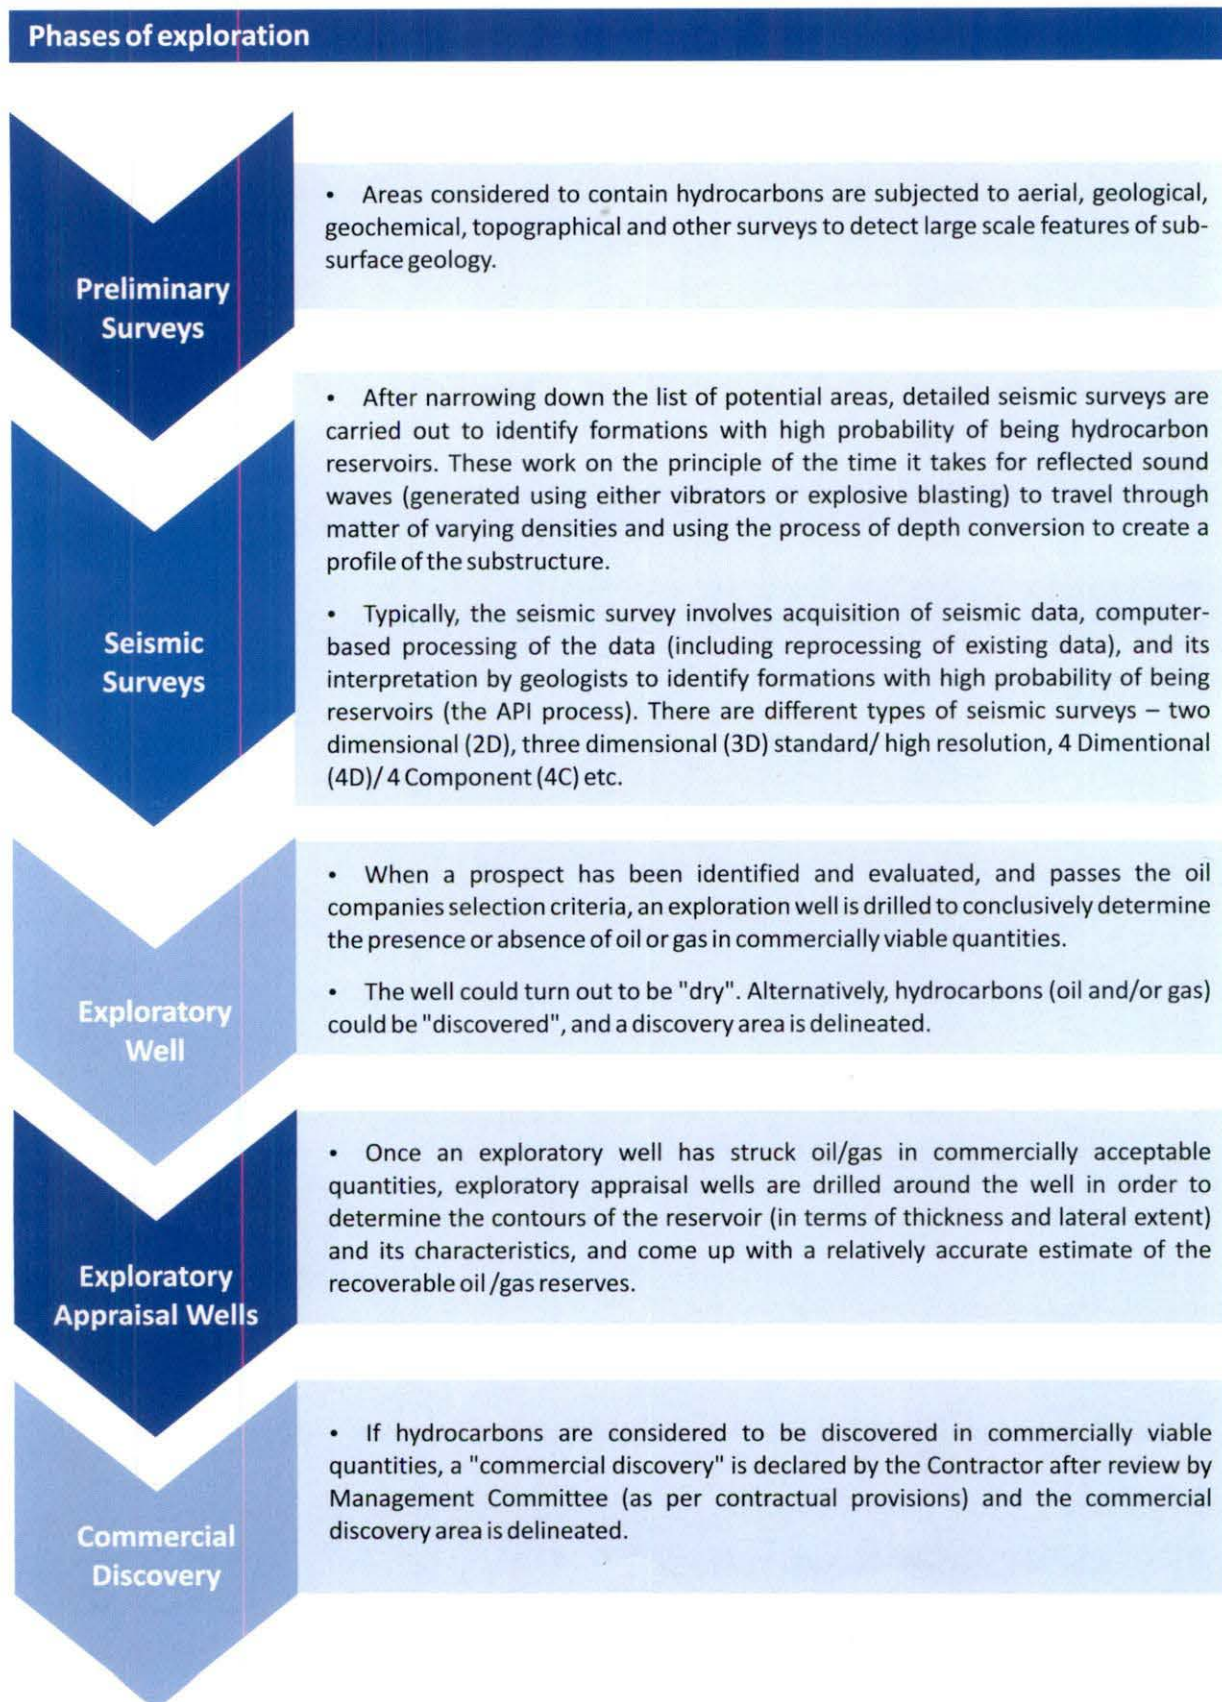 Phases of exploration
Preliminary
Surveys
• Areas considered to contain hydrocarbons are subjected to aerial, geological,
geochemical, topographical and other surveys to detect large scale features of sub-
surface geology.
Seismic
Surveys
• After narrowing down the list of potential areas, detailed seismic surveys are
carried out to identify formations with high probability of being hydrocarbon
reservoirs. These work on the principle of the time it takes for reflected sound
waves (generated using either vibrators or explosive blasting) to travel through
matter of varying densities and using the process of depth conversion to create a
profile of the substructure.
• Typically, the seismic survey involves acquisition of seismic data, computer-
based processing of the data (including reprocessing of existing data), and its
interpretation by geologists to identify formations with high probability of being
reservoirs (the API process). There are different types of seismic surveys – two
dimensional (2D), three dimensional (3D) standard/ high resolution, 4 Dimentional
(4D)/ 4 Component (4C) etc.
Exploratory
Well
• When a prospect has been identified and evaluated, and passes the oil
companies selection criteria, an exploration well is drilled to conclusively determine
the presence or absence of oil or gas in commercially viable quantities.
• The well could turn out to be "dry". Alternatively, hydrocarbons (oil and/or gas)
could be "discovered", and a discovery area is delineated.
Exploratory
Appraisal Wells
• Once an exploratory well has struck oil/gas in commercially acceptable
quantities, exploratory appraisal wells are drilled around the well in order to
determine the contours of the reservoir (in terms of thickness and lateral extent)
and its characteristics, and come up with a relatively accurate estimate of the
recoverable oil /gas reserves.
Commercial
Discovery
• If hydrocarbons are considered to be discovered in commercially viable
quantities, a "commercial discovery" is declared by the Contractor after review by
Management Committee (as per contractual provisions) and the commercial
discovery area is delineated.